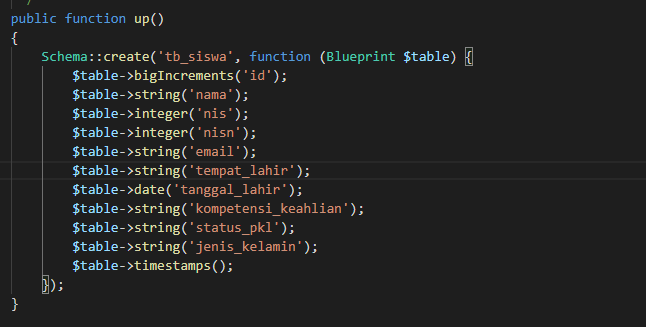 public function up()
{
    Schema::create('tb_siswa', function (Blueprint $table) {
        $table->bigIncrements('id');
        $table->string('nama');
        $table->integer('nis');
        $table->integer('nisn');
        $table->string('email');
        $table->string('tempat_lahir');
        $table->date('tanggal_lahir');
        $table->string('kompetensi_keahlian');
        $table->string('status_pkl');
        $table->string('jenis_kelamin');
        $table->timestamps();
    });
}